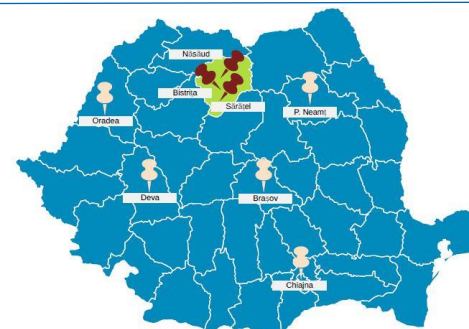 Năsăud
Bistrița
Sărățel
Oradea
P. Neamț
Deva
Brașov
Chiajna